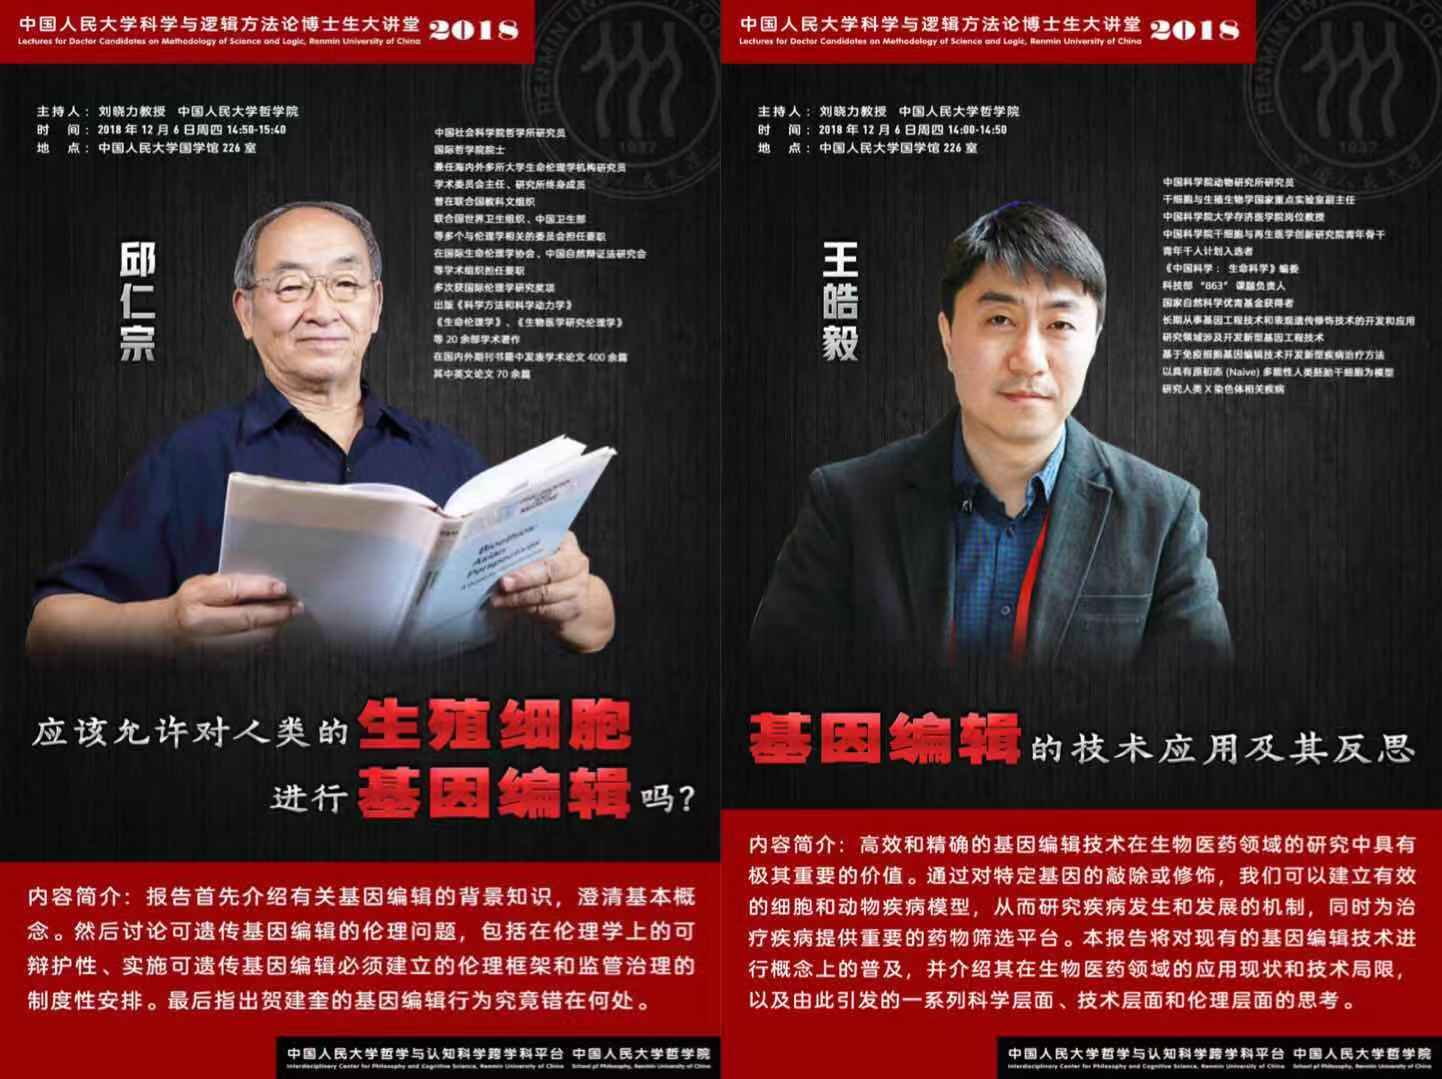 中国人民大学科学与逻辑方法论博士生大讲堂 2018
Lectures for Doctor Candidates on Methodology of Science and Logic, Renmin University of China
主持人：刘晓力教授 中国人民大学哲学院
时 间：2018年12月6日周四 14:50-15:40
地 点：中国人民大学国学馆226室
中国社会科学院哲学所研究员
国际哲学院院士
兼任海内外多所大学生命伦理学机构研究员
学术委员会主任、研究所终身成员
曾在联合国教科文组织
联合国世界卫生组织、中国卫生部
等多个与伦理学相关的委员会担任要职
在国际生命伦理学协会、中国自然辩证法研究会
等学术组织担任要职
多次获国际伦理学研究奖项
出版《科学方法和科学动力学》
《生命伦理学》、《生物医学研究伦理学》
等20余部学术著作
在国内外期刊书籍中发表学术论文400余篇
其中英文论文70余篇
邱仁宗
Bioethics:
Asian
Perspectives
应该允许对人类的生殖细胞
进行基因编辑吗？
内容简介：报告首先介绍有关基因编辑的背景知识，澄清基本概
念。然后讨论可遗传基因编辑的伦理问题，包括在伦理学上的可
辩护性、实施可遗传基因编辑必须建立的伦理框架和监管治理的
制度性安排。最后指出贺建奎的基因编辑行为究竟错在何处。
中国人民大学哲学与认知科学跨学科平台 中国人民大学哲学院
Interdisciplinary Center for Philosophy and Cognitive Science, Renmin University of China School of Philosophy, Renmin University of China
中国人民大学科学与逻辑方法论博士生大讲堂 2018
Lectures for Doctor Candidates on Methodology of Science and Logic, Renmin University of China
1937
主持人：刘晓力教授 中国人民大学哲学院
时 间：2018年12月6日周四 14:00-14:50
地 点：中国人民大学国学馆226室
中国科学院动物研究所研究员
干细胞与生殖生物学国家重点实验室副主任
中国科学院大学存济医学院岗位教授
中国科学院干细胞与再生医学创新研究院青年骨干
青年千人计划入选者
《中国科学：生命科学》编委
科技部“863”课题负责人
国家自然科学优青基金获得者
长期从事基因工程技术和表观遗传修饰技术的开发和应用
研究领域涉及开发新型基因工程技术
基于免疫细胞基因编辑技术开发新型疾病治疗方法
以具有原初态 (Naive) 多能性人类胚胎干细胞为模型
研究人类X染色体相关疾病
王皓毅
基因编辑的技术应用及其反思
内容简介：高效和精确的基因编辑技术在生物医药领域的研究中具有
极其重要的价值。通过对特定基因的敲除或修饰，我们可以建立有效
的细胞和动物疾病模型，从而研究疾病发生和发展的机制，同时为治
疗疾病提供重要的药物筛选平台。本报告将对现有的基因编辑技术进
行概念上的普及，并介绍其在生物医药领域的应用现状和技术局限，
以及由此引发的一系列科学层面、技术层面和伦理层面的思考。
中国人民大学哲学与认知科学跨学科平台 中国人民大学哲学院
Interdisciplinary Center for Philosophy and Cognitive Science, Renmin University of China School of Philosophy, Renmin University of China